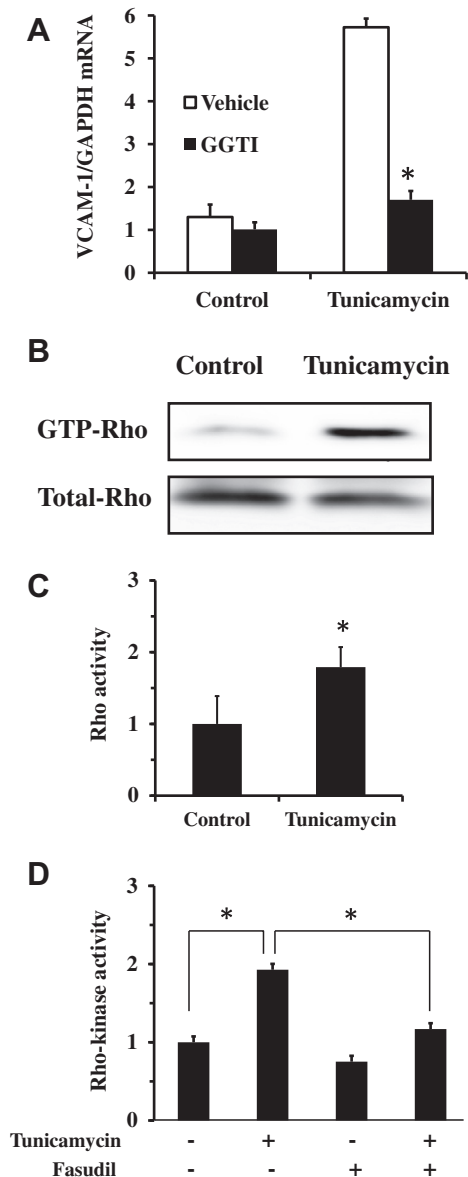 A
VCAM-1/GAPDH mRNA
6
5
4
3
2
1
0
Vehicle
GGTI
*
Control Tunicamycin
B
Control Tunicamycin
GTP-Rho
Total-Rho
C
Rho activity
3
2
1
0
*
Control Tunicamycin
D
Rho-kinase activity
3
2
1
0
* *
Tunicamycin - + - +
Fasudil - - + +